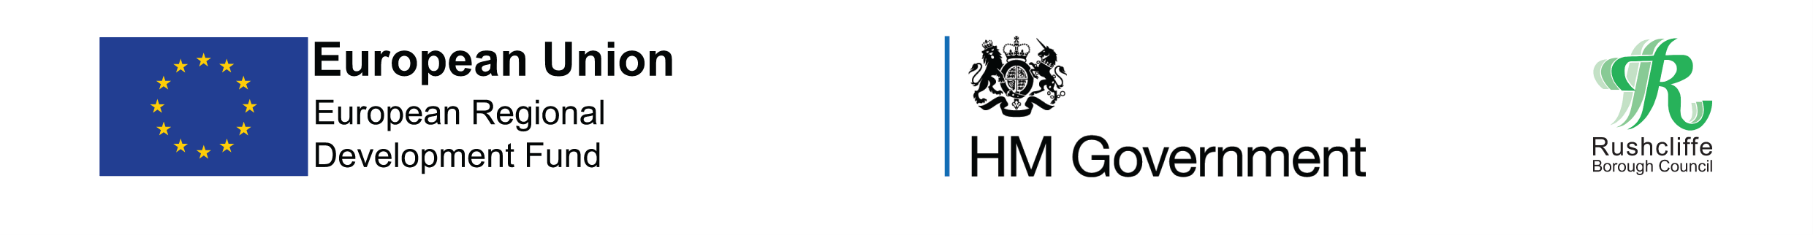 European Union
European Regional
Development Fund
HM Government
Rushcliffe
Borough Council